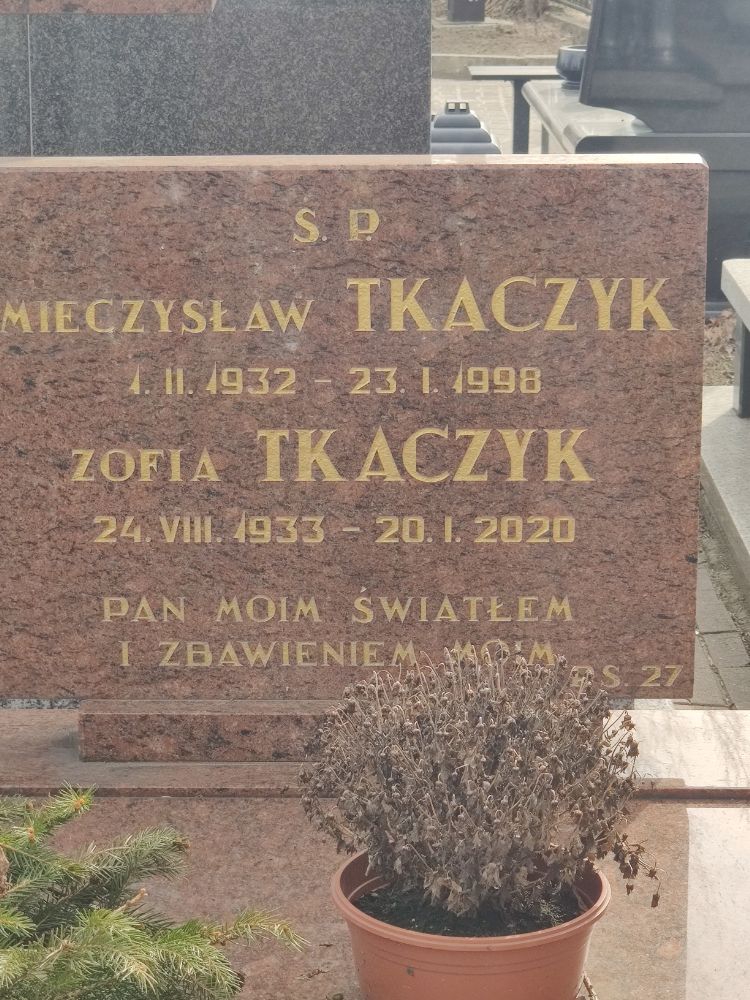 Ś. P.
MIECZYSŁAW TKACZYK
1. II. 1932 - 23. I. 1998
ZOFIA TKACZYK
24. VIII. 1933 - 20. I. 2020
PAN MOIM ŚWIATŁEM
I ZBAWIENIEM MOIM
PS. 27